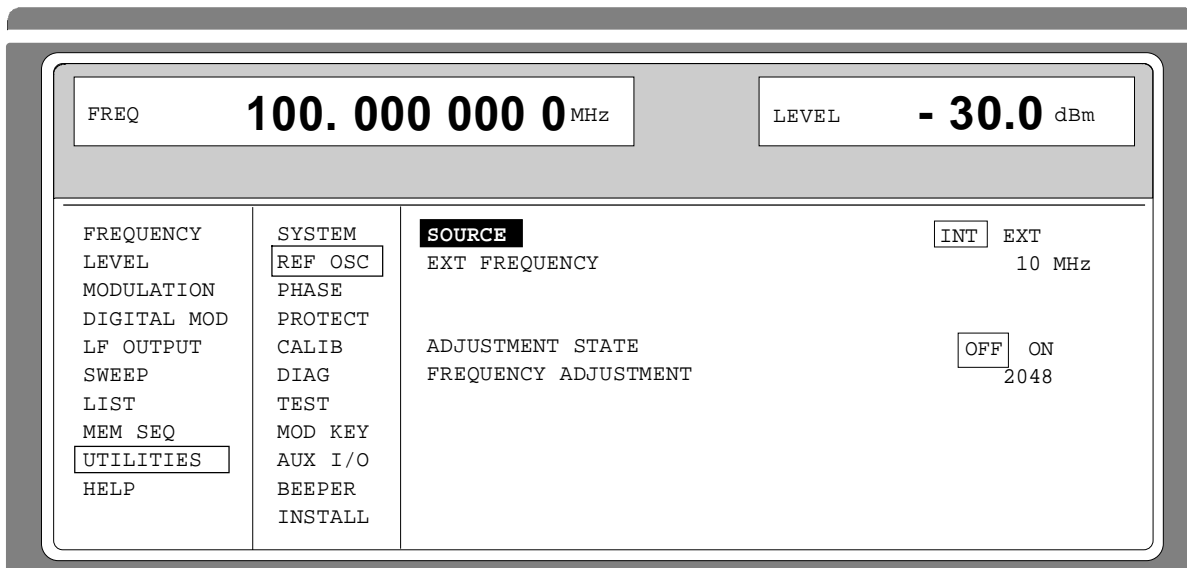 FREQ 100. 000 000 0 MHz LEVEL - 30.0 dBm
FREQUENCY
LEVEL
MODULATION
DIGITAL MOD
LF OUTPUT
SWEEP
LIST
MEM SEQ
UTILITIES
HELP
SYSTEM
REF OSC
PHASE
PROTECT
CALIB
DIAG
TEST
MOD KEY
AUX I/O
BEEPER
INSTALL
SOURCE INT EXT
EXT FREQUENCY 10 MHz
ADJUSTMENT STATE OFF ON
FREQUENCY ADJUSTMENT 2048